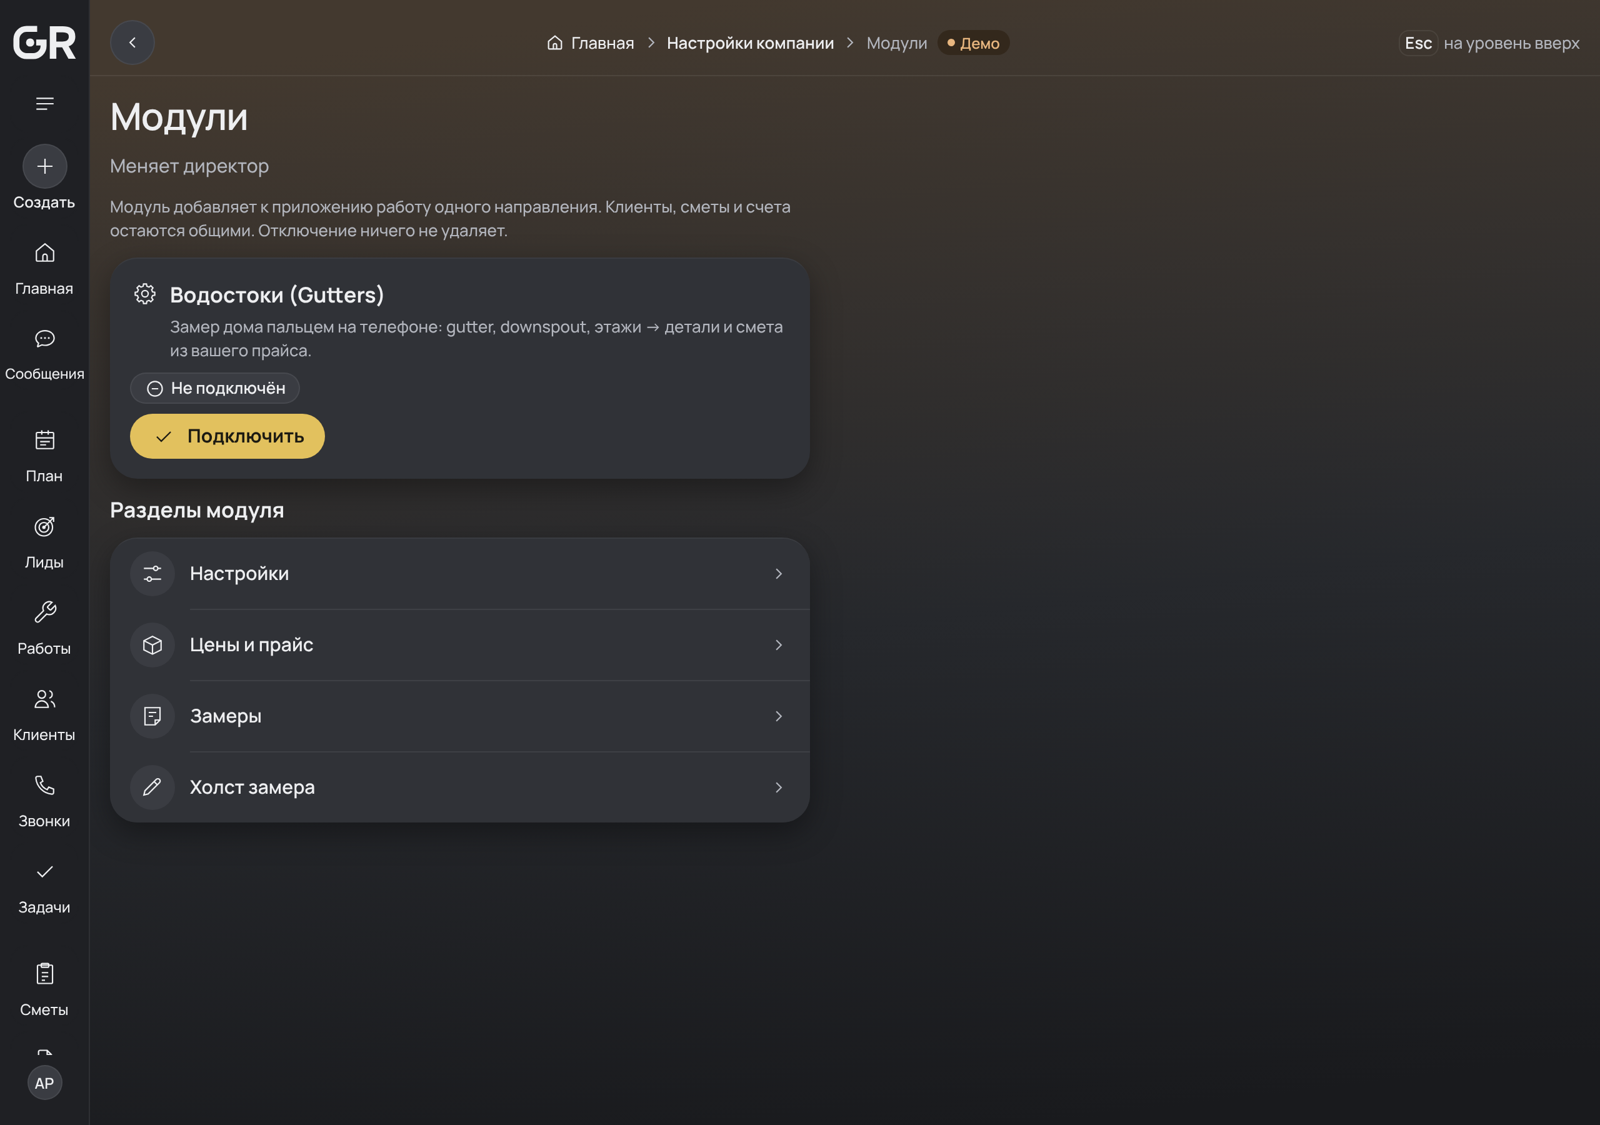 GR
Главная
Настройки компании
Модули
Демо
Esc на уровень вверх
Создать
Главная
Сообщения
План
Лиды
Работы
Клиенты
Звонки
Задачи
Сметы
AP
Модули
Меняет директор
Модуль добавляет к приложению работу одного направления. Клиенты, сметы и счета
остаются общими. Отключение ничего не удаляет.
Водостоки (Gutters)
Замер дома пальцем на телефоне: gutter, downspout, этажи → детали и смета
из вашего прайса.
Не подключён
Подключить
Разделы модуля
Настройки
Цены и прайс
Замеры
Холст замера